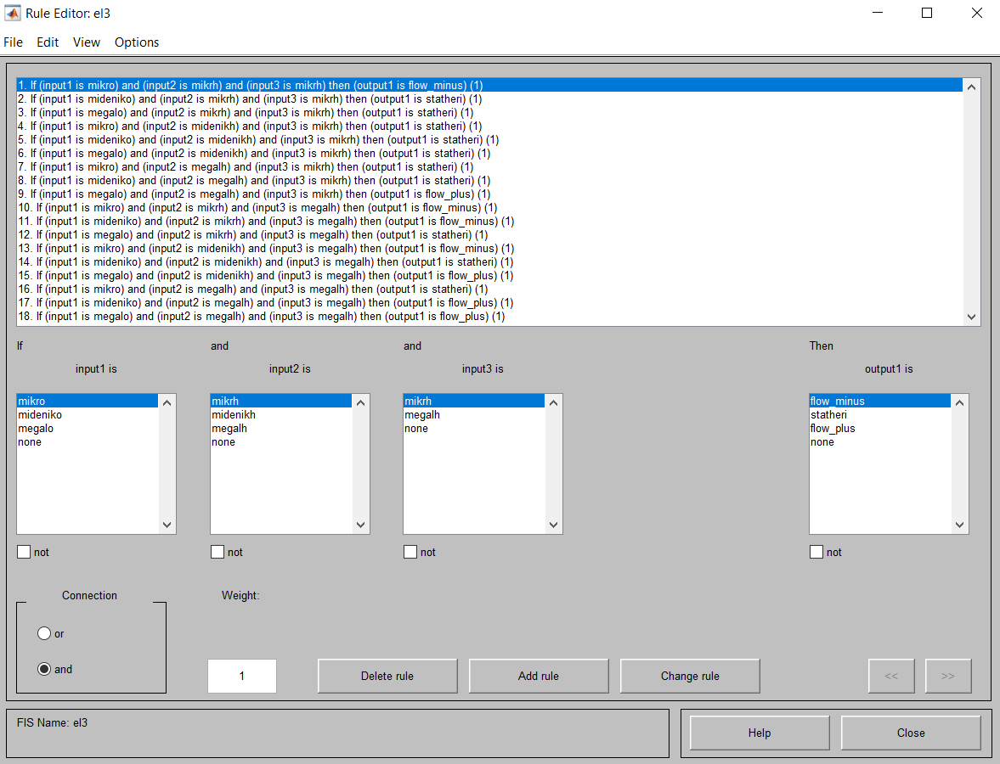 Rule Editor: el3
File Edit View Options
1. If (input1 is mikro) and (input2 is mikrh) and (input3 is mikrh) then (output1 is flow_minus) (1)
2. If (input1 is mideniko) and (input2 is mikrh) and (input3 is mikrh) then (output1 is statheri) (1)
3. If (input1 is megalo) and (input2 is mikrh) and (input3 is mikrh) then (output1 is statheri) (1)
4. If (input1 is mikro) and (input2 is midenikh) and (input3 is mikrh) then (output1 is statheri) (1)
5. If (input1 is mideniko) and (input2 is midenikh) and (input3 is mikrh) then (output1 is statheri) (1)
6. If (input1 is megalo) and (input2 is midenikh) and (input3 is mikrh) then (output1 is statheri) (1)
7. If (input1 is mikro) and (input2 is megalh) and (input3 is mikrh) then (output1 is statheri) (1)
8. If (input1 is mideniko) and (input2 is megalh) and (input3 is mikrh) then (output1 is statheri) (1)
9. If (input1 is megalo) and (input2 is megalh) and (input3 is mikrh) then (output1 is flow_plus) (1)
10. If (input1 is mikro) and (input2 is mikrh) and (input3 is megalh) then (output1 is flow_minus) (1)
11. If (input1 is mideniko) and (input2 is mikrh) and (input3 is megalh) then (output1 is flow_minus) (1)
12. If (input1 is megalo) and (input2 is mikrh) and (input3 is megalh) then (output1 is statheri) (1)
13. If (input1 is mikro) and (input2 is midenikh) and (input3 is megalh) then (output1 is flow_minus) (1)
14. If (input1 is mideniko) and (input2 is midenikh) and (input3 is megalh) then (output1 is statheri) (1)
15. If (input1 is megalo) and (input2 is midenikh) and (input3 is megalh) then (output1 is flow_plus) (1)
16. If (input1 is mikro) and (input2 is megalh) and (input3 is megalh) then (output1 is statheri) (1)
17. If (input1 is mideniko) and (input2 is megalh) and (input3 is megalh) then (output1 is flow_plus) (1)
18. If (input1 is megalo) and (input2 is megalh) and (input3 is megalh) then (output1 is flow_plus) (1)
If and and Then
input1 is input2 is input3 is output1 is
mikro mikrh mikrh flow_minus
mideniko midenikh megalh statheri
megalo megalh none flow_plus
none none none
not not not not
Connection Weight:
or
and
1 Delete rule Add rule Change rule << >>
FIS Name: el3
Help Close